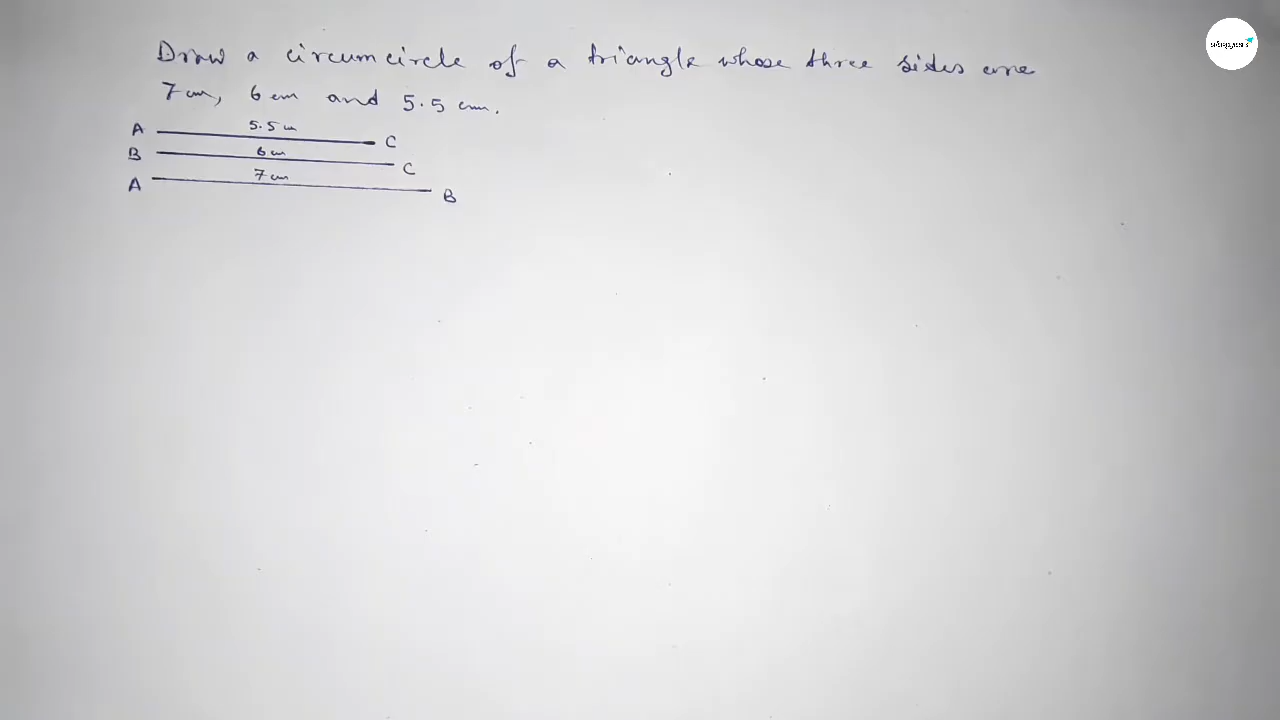 Draw a circumcircle of a triangle whose three sides are
7 cm, 6 cm and 5.5 cm.
A 5.5 cm C
B 6 cm C
A 7 cm B